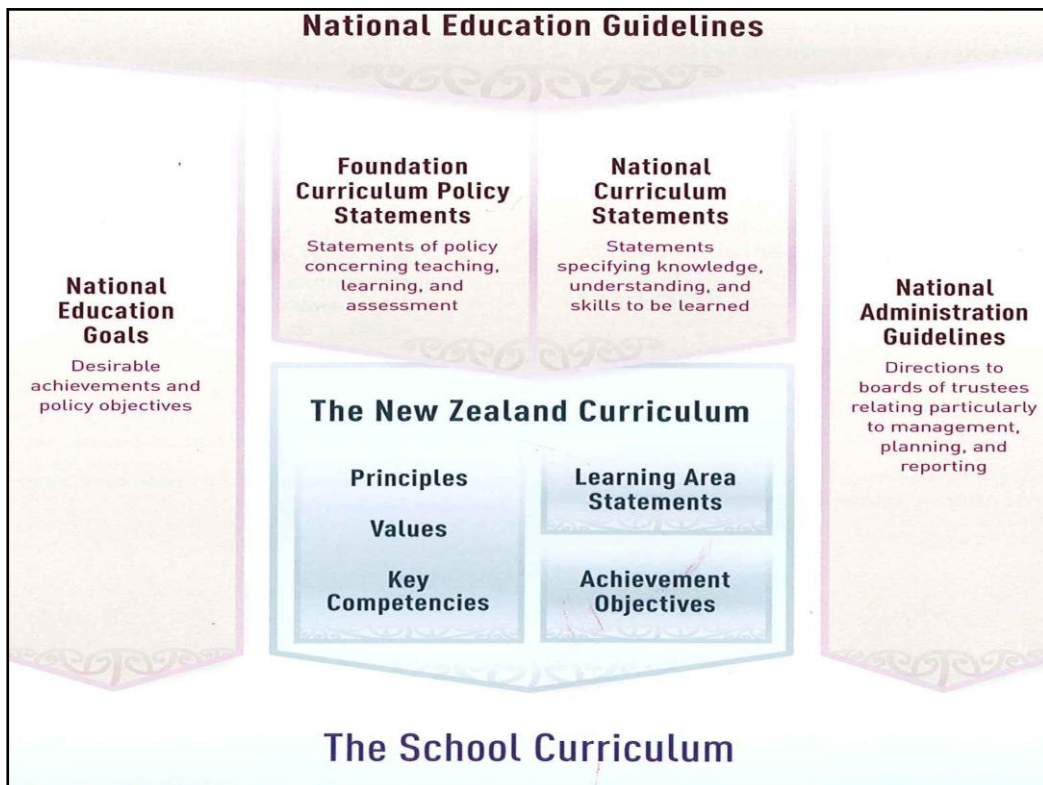 National Education Guidelines
National
Education
Goals
Desirable
achievements and
policy objectives
Foundation
Curriculum Policy
Statements
Statements of policy
concerning teaching,
learning, and
assessment
National
Curriculum
Statements
Statements
specifying knowledge,
understanding, and
skills to be learned
National
Administration
Guidelines
Directions to
boards of trustees
relating particularly
to management,
planning, and
reporting
The New Zealand Curriculum
Principles
Values
Key
Competencies
Learning Area
Statements
Achievement
Objectives
The School Curriculum